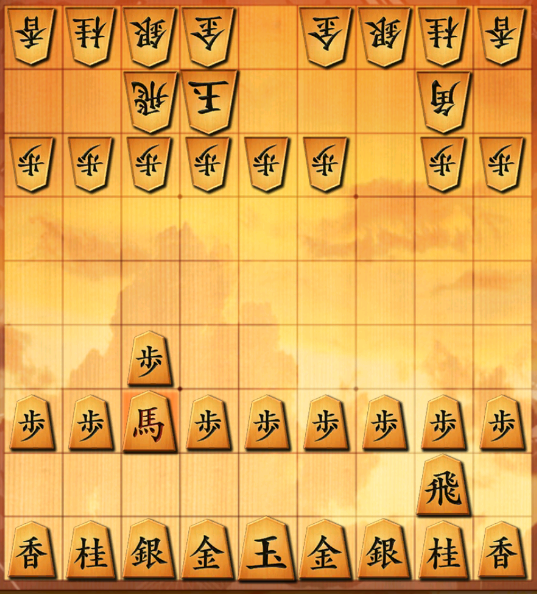 香 桂 銀 金 金 銀 桂 香
飛 王 角
歩 歩 歩 歩 歩 歩 歩 歩
歩
歩 歩 馬 歩 歩 歩 歩 歩 歩
飛
香 桂 銀 金 玉 金 銀 桂 香